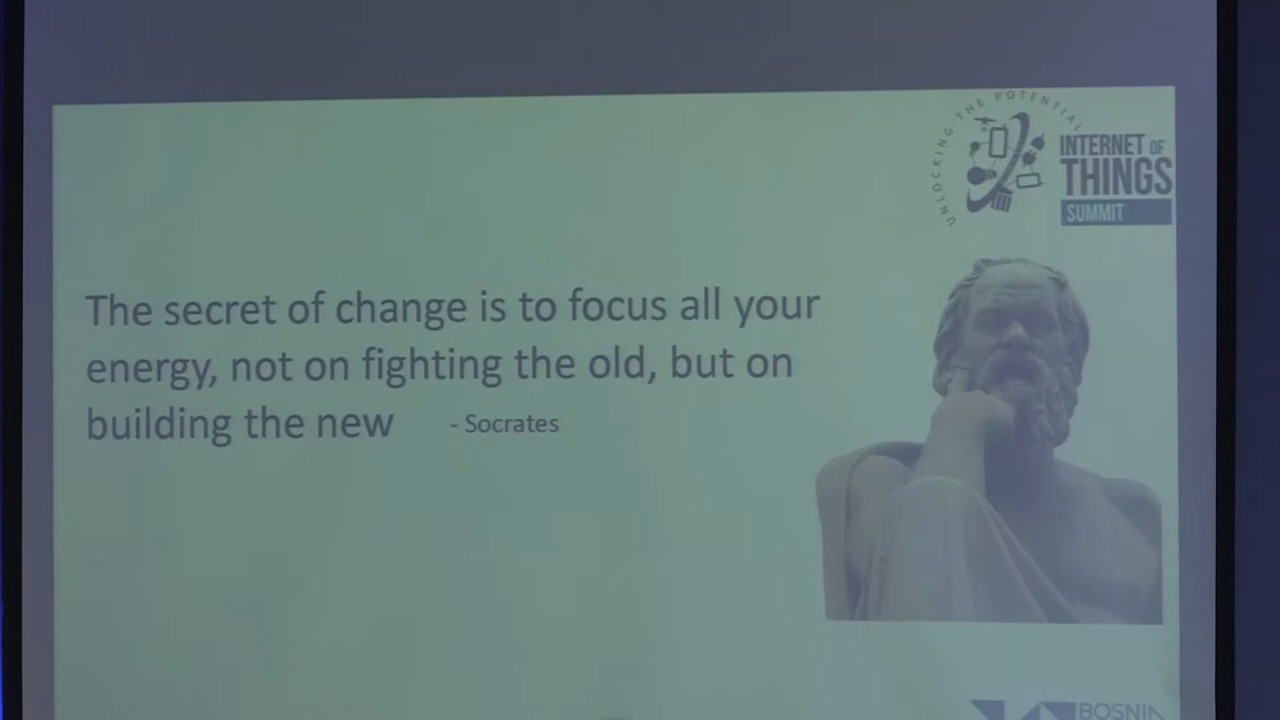 UNLOCKING THE POTENTIAL
INTERNET OF
THINGS
SUMMIT
The secret of change is to focus all your
energy, not on fighting the old, but on
building the new - Socrates